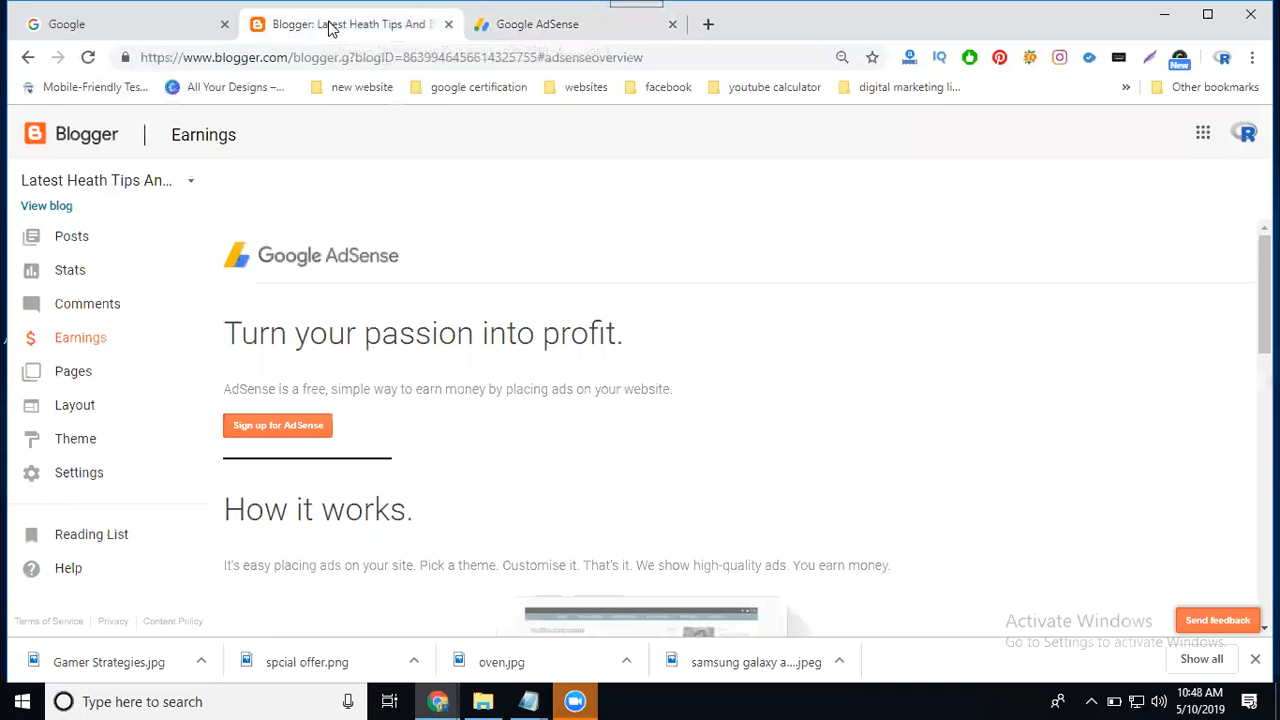 Google
Blogger: Latest Heath Tips And B
Google AdSense
https://www.blogger.com/blogger.g?blogID=8639946456614325755#adsenseoverview
New
Mobile-Friendly Tes...
All Your Designs –...
new website
google certification
websites
facebook
youtube calculator
digital marketing li...
»
Other bookmarks
Blogger
Earnings
Latest Heath Tips An...
View blog
Posts
Stats
Comments
Earnings
Pages
Layout
Theme
Settings
Reading List
Help
Terms of Service
Privacy
Content Policy
Google AdSense
Turn your passion into profit.
AdSense is a free, simple way to earn money by placing ads on your website.
Sign up for AdSense
How it works.
It's easy placing ads on your site. Pick a theme. Customise it. That's it. We show high-quality ads. You earn money.
Activate Windows
Go to Settings to activate Windows.
Send feedback
Gamer Strategies.jpg
spcial offer.png
oven.jpg
samsung galaxy a....jpeg
Show all
Type here to search
10:48 AM
5/10/2019